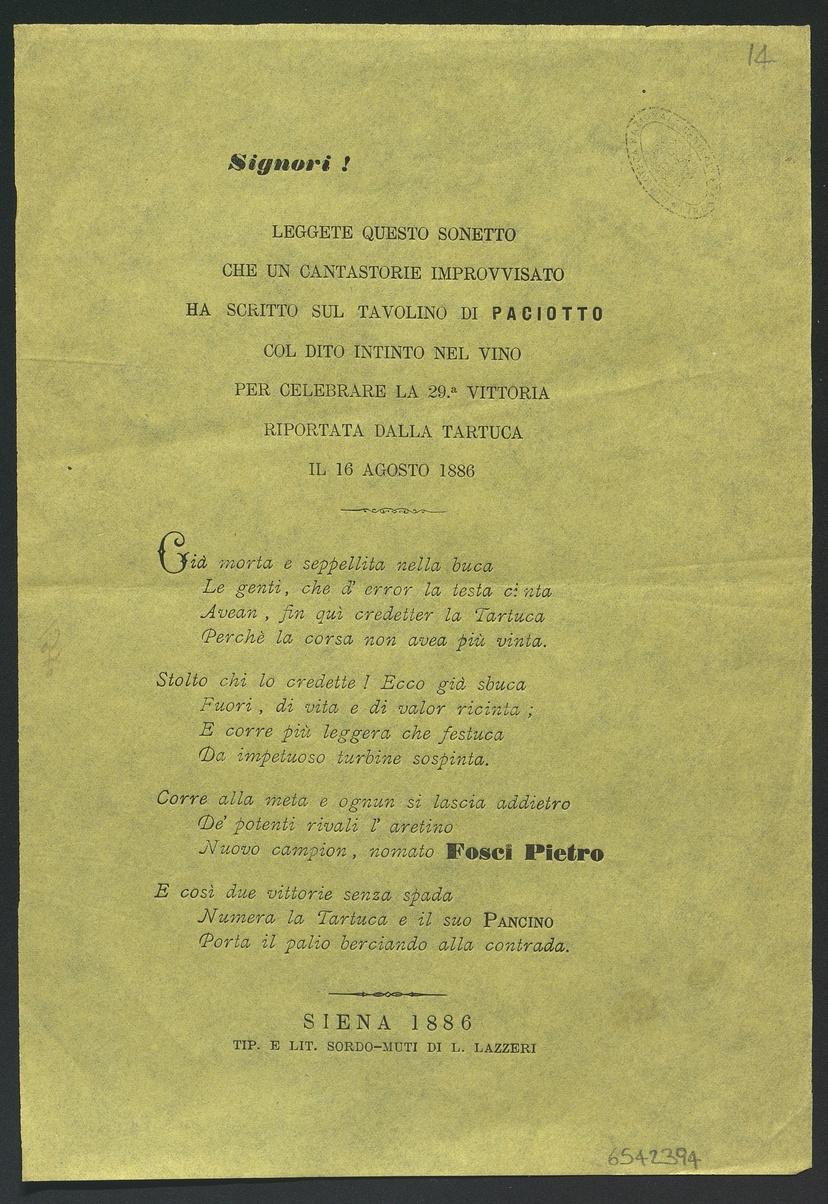 14
Signori !
LEGGETE QUESTO SONETTO
CHE UN CANTASTORIE IMPROVVISATO
HA SCRITTO SUL TAVOLINO DI PACIOTTO
COL DITO INTINTO NEL VINO
PER CELEBRARE LA 29.ª VITTORIA
RIPORTATA DALLA TARTUCA
IL 16 AGOSTO 1886
Già morta e seppellita nella buca
Le genti, che d' error la testa cinta
Avean , fin quì credetter la Tartuca
Perchè la corsa non avea più vinta.
Stolto chi lo credette ! Ecco già sbuca
Fuori , di vita e di valor ricinta ;
E corre più leggera che festuca
Da impetuoso turbine sospinta.
Corre alla meta e ognun si lascia addietro
De' potenti rivali l' aretino
Nuovo campion , nomato Fosci Pietro
E così due vittorie senza spada
Numera la Tartuca e il suo PANCINO
Porta il palio berciando alla contrada.
SIENA 1886
TIP. E LIT. SORDO-MUTI DI L. LAZZERI
6542394